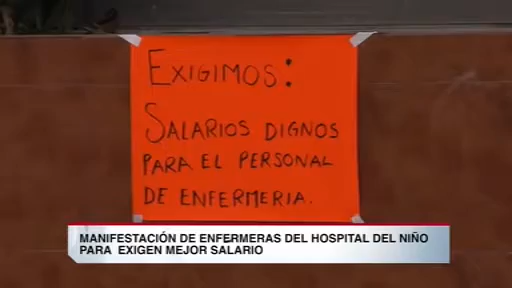 EXIGIMOS:
SALARIOS DIGNOS
PARA EL PERSONAL
DE ENFERMERIA.
MANIFESTACIÓN DE ENFERMERAS DEL HOSPITAL DEL NIÑO
PARA EXIGEN MEJOR SALARIO